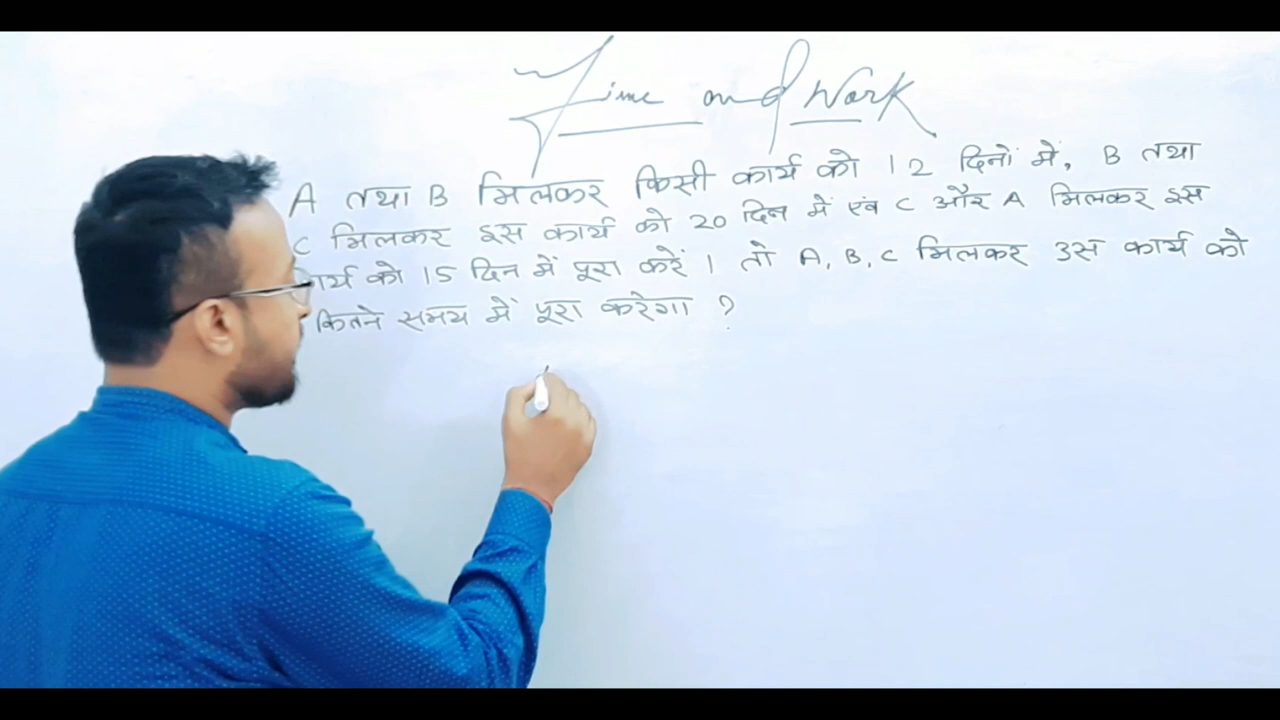 Time and Work
A तथा B मिलकर किसी कार्य को 12 दिनों में, B तथा
C मिलकर इस कार्य को 20 दिन में एंव C और A मिलकर इस
कार्य को 15 दिन में पूरा करें । तो A, B, C मिलकर उस कार्य को
कितने समय में पूरा करेगा ?